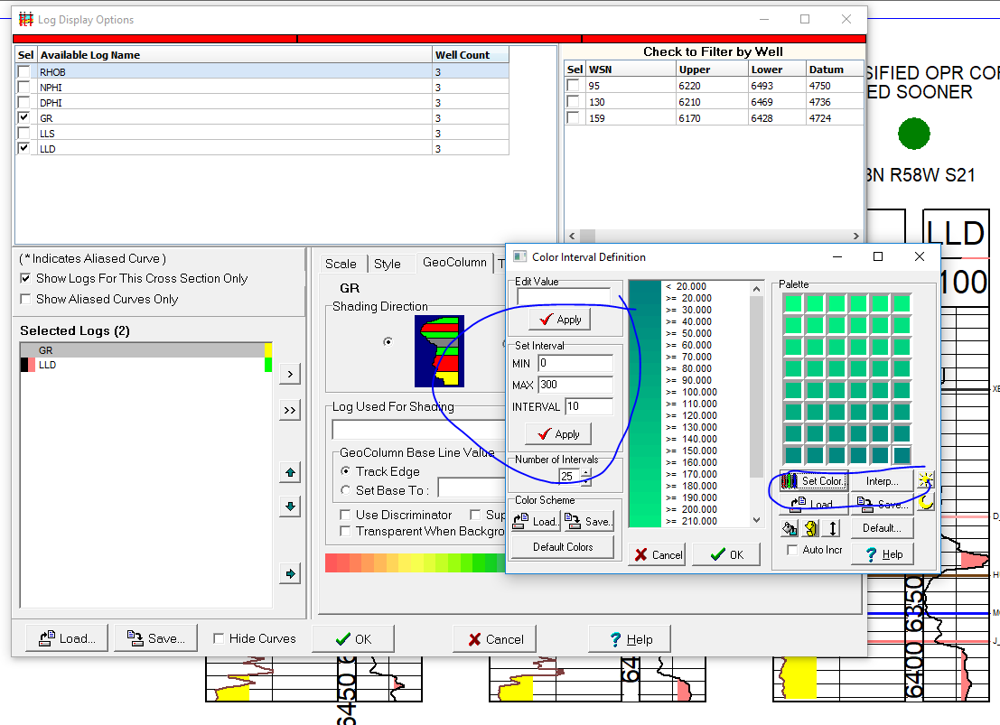 Log Display Options
Sel Available Log Name Well Count
RHOB 3
NPHI 3
DPHI 3
GR 3
LLS 3
LLD 3
Check to Filter by Well
Sel WSN Upper Lower Datum
95 6220 6493 4750
130 6210 6469 4736
159 6170 6428 4724
SIFIED OPR COR
ED SOONER
R58W S21
LLD
100
(* Indicates Aliased Curve )
Show Logs For This Cross Section Only
Show Aliased Curves Only
Selected Logs (2)
GR
LLD
>
>>
Scale Style GeoColumn T
GR
Shading Direction
Log Used For Shading
GeoColumn Base Line Value
Track Edge
Set Base To :
Use Discriminator Sup
Transparent When Backgro
Color Interval Definition
Edit Value
Apply
Set Interval
MIN 0
MAX 300
INTERVAL 10
Apply
Number of Intervals
25
Color Scheme
Load. Save..
Default Colors
< 20.000
>= 20.000
>= 30.000
>= 40.000
>= 50.000
>= 60.000
>= 70.000
>= 80.000
>= 90.000
>= 100.000
>= 110.000
>= 120.000
>= 130.000
>= 140.000
>= 150.000
>= 160.000
>= 170.000
>= 180.000
>= 190.000
>= 200.000
>= 210.000
Cancel OK
Palette
Set Color. Interp...
Load Save...
Default...
Auto Incr
Help
Load... Save... Hide Curves OK Cancel Help
6450
64
6400 6350